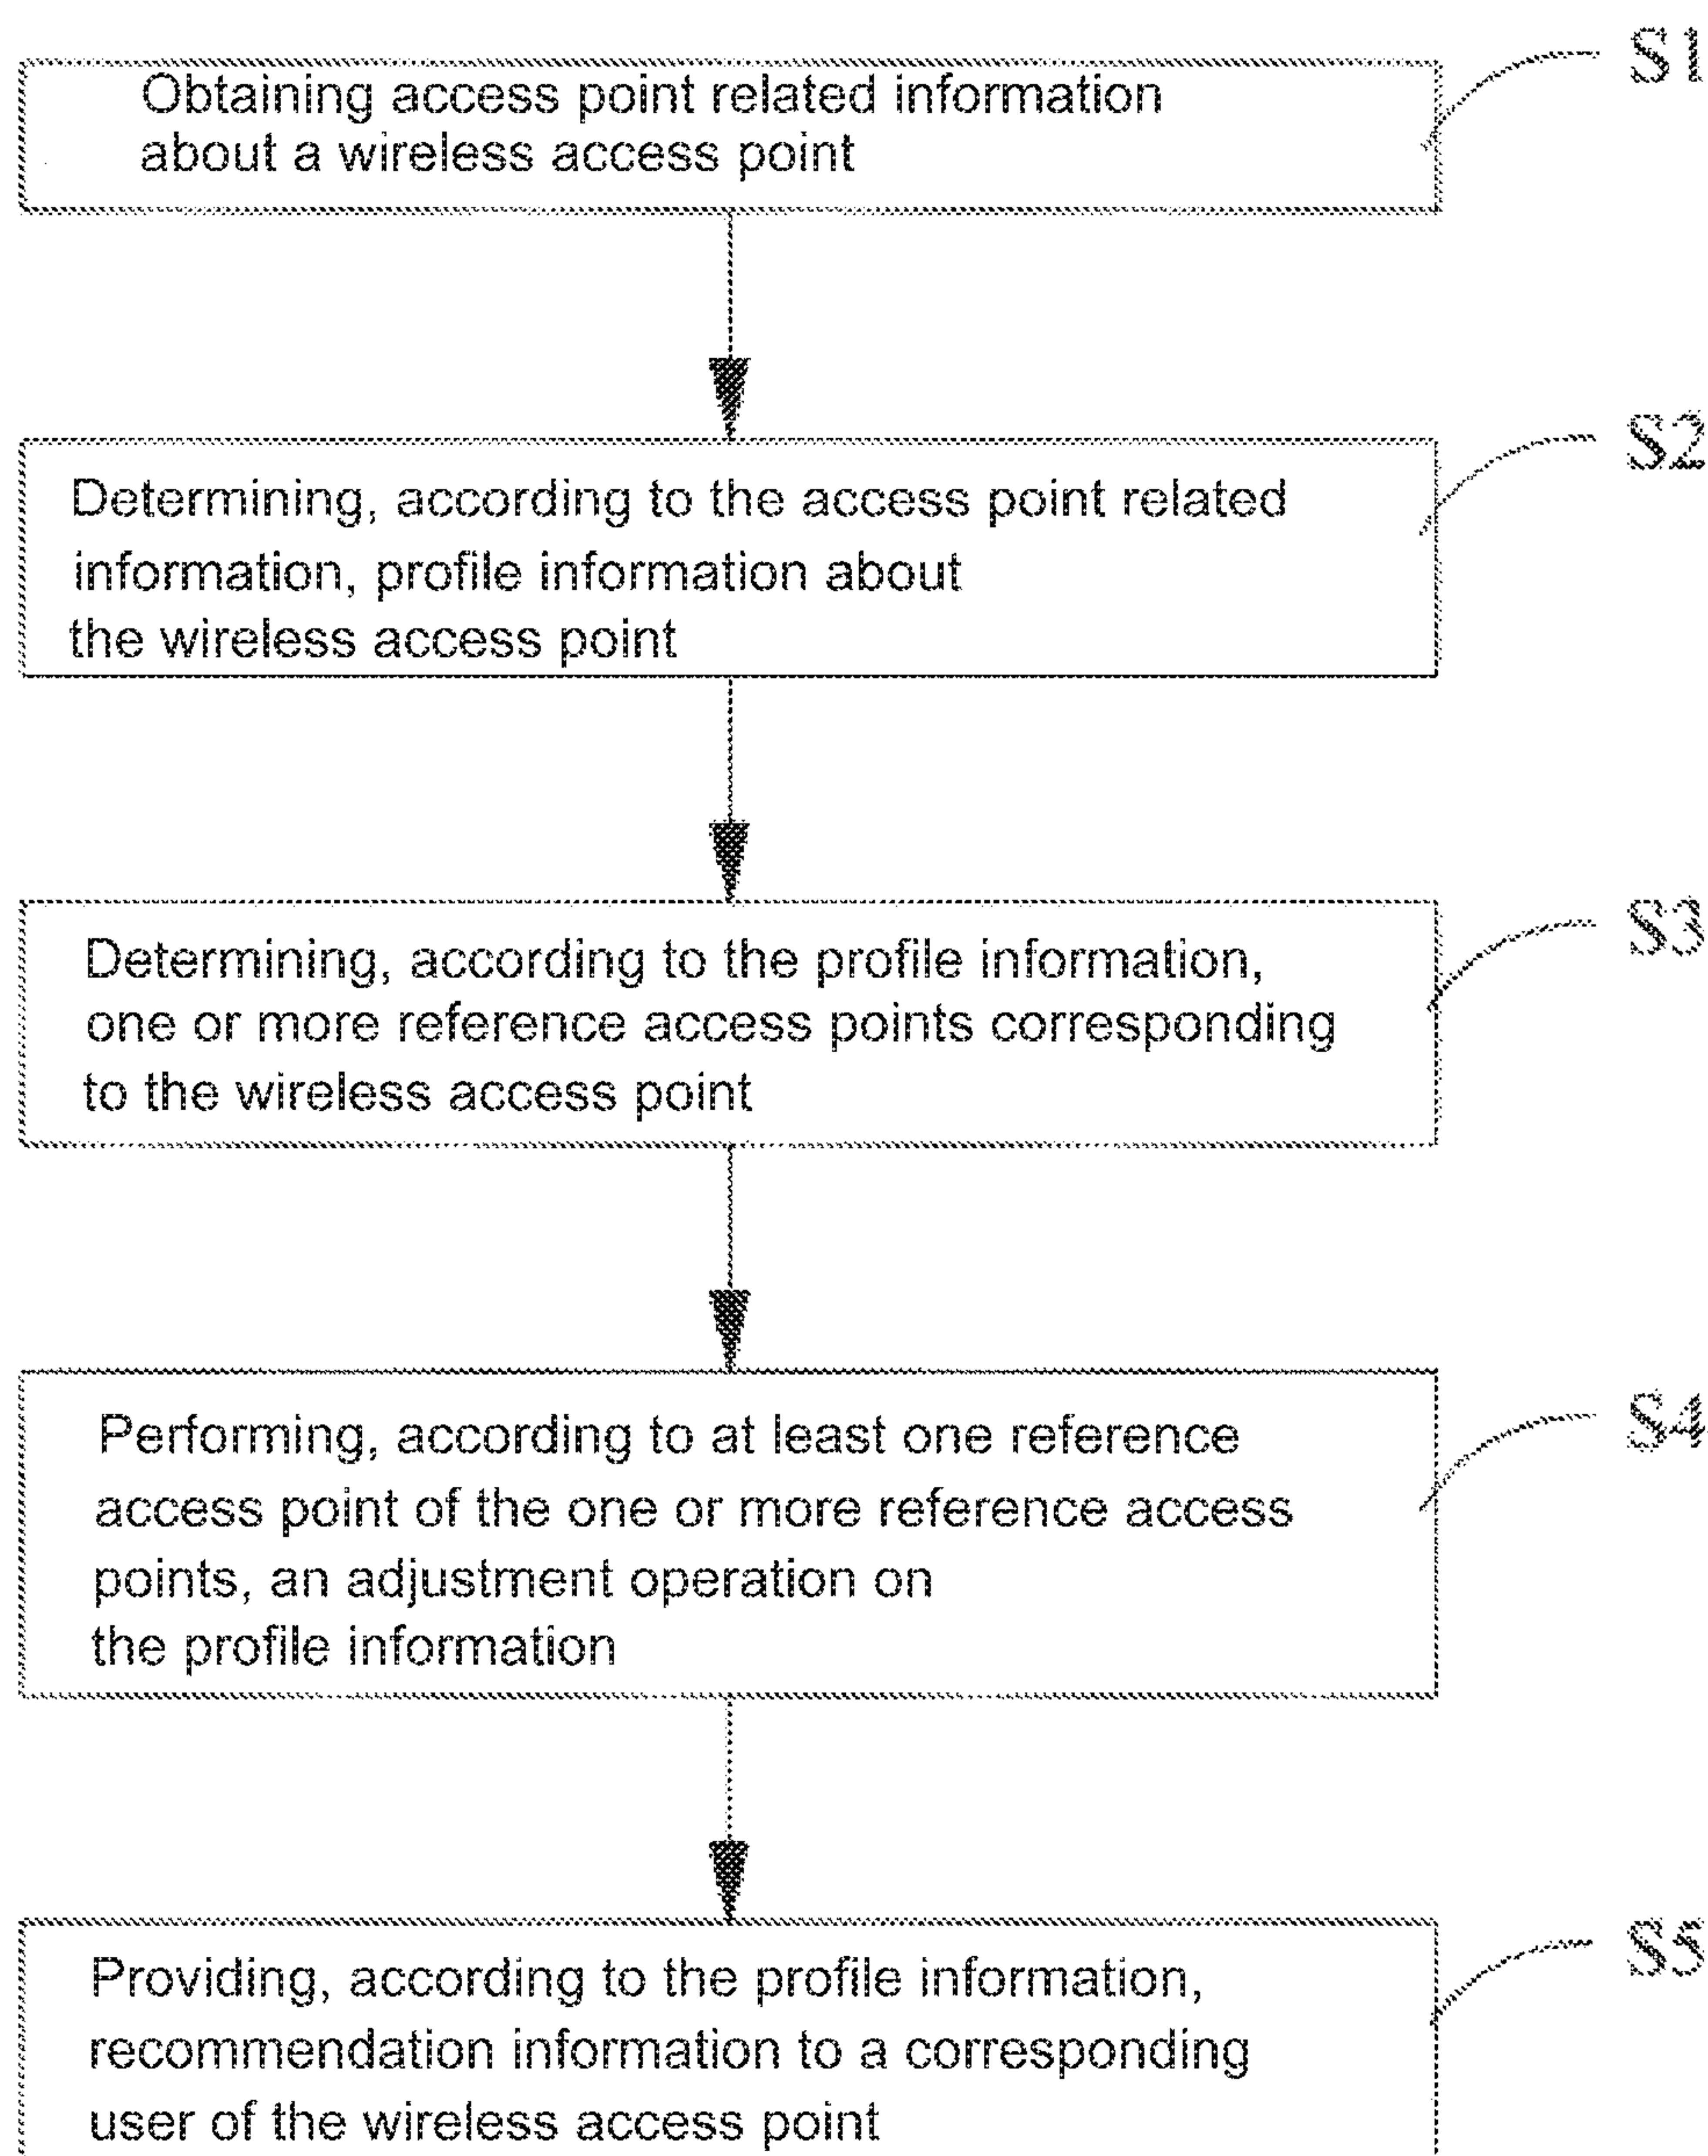 S1
Obtaining access point related information
about a wireless access point
S2
Determining, according to the access point related
information, profile information about
the wireless access point
S3
Determining, according to the profile information,
one or more reference access points corresponding
to the wireless access point
S4
Performing, according to at least one reference
access point of the one or more reference access
points, an adjustment operation on
the profile information
S5
Providing, according to the profile information,
recommendation information to a corresponding
user of the wireless access point